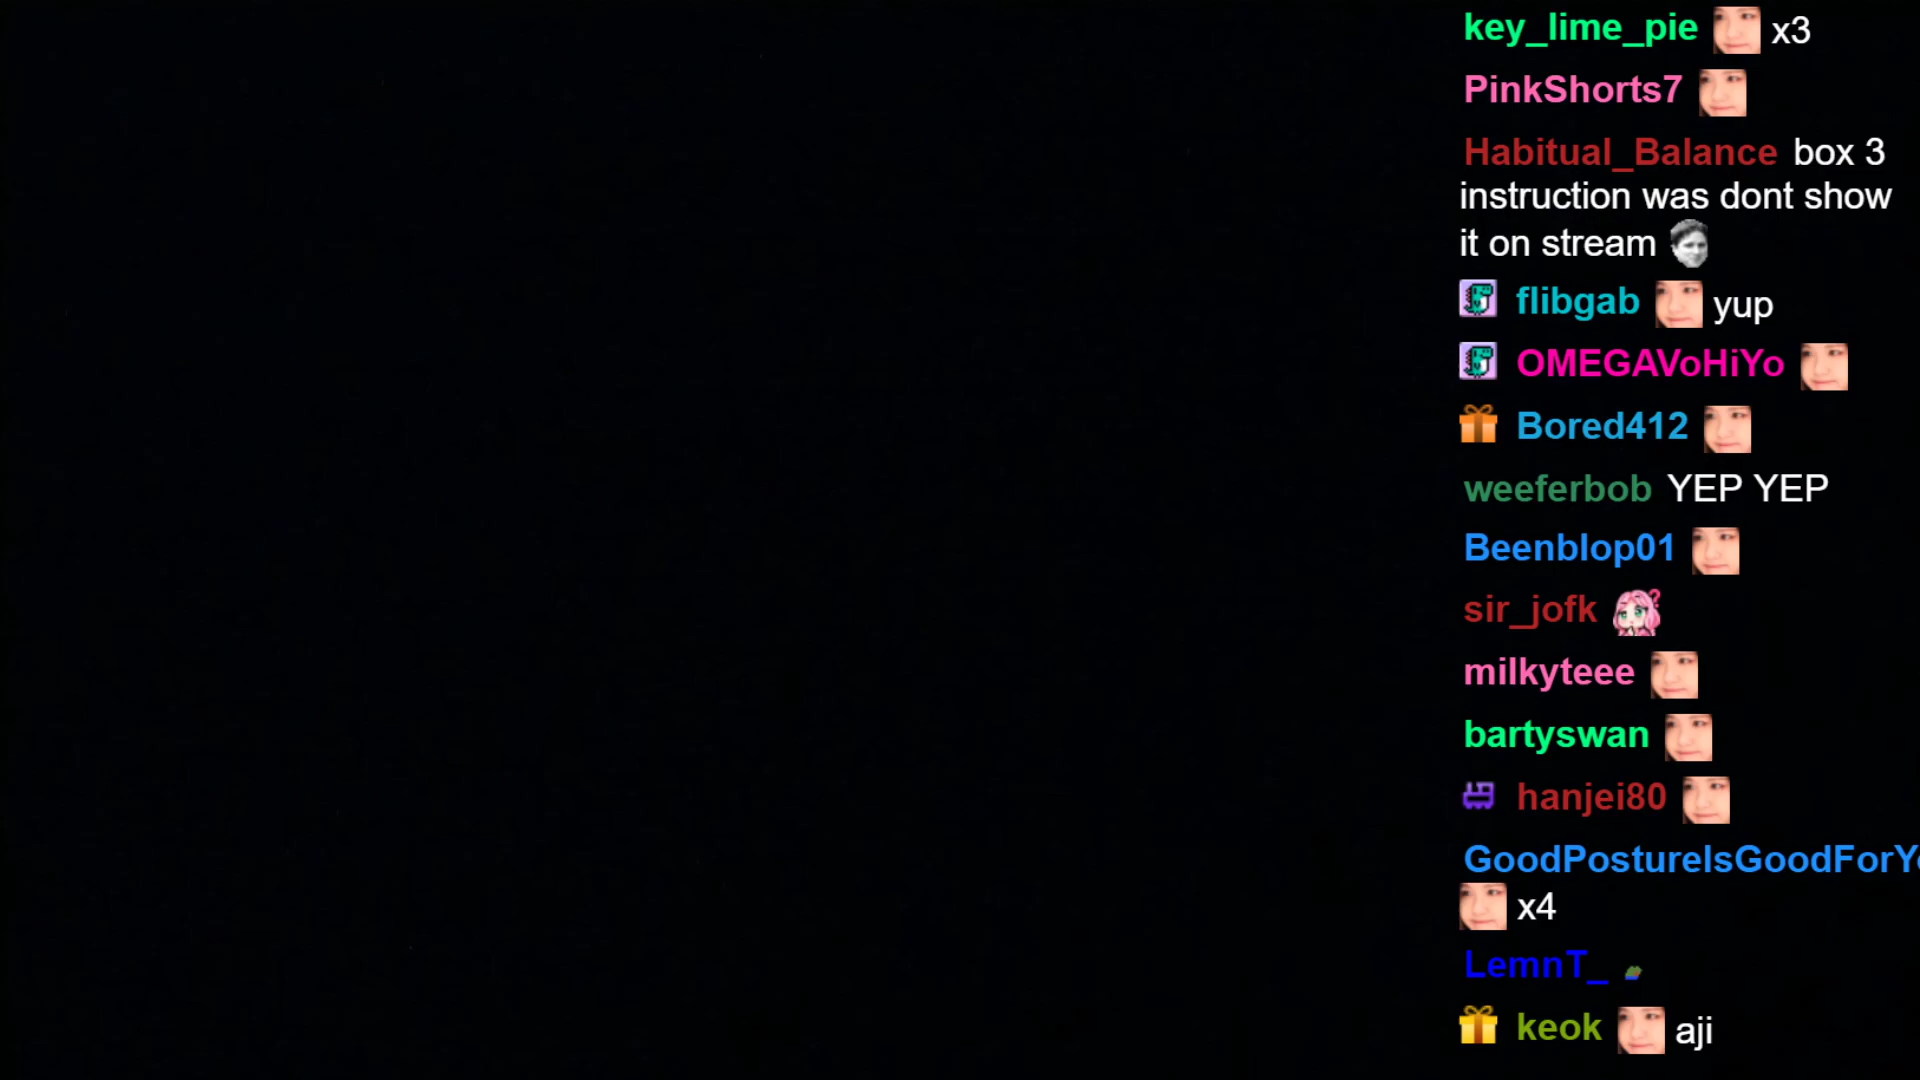 key_lime_pie x3
PinkShorts7
Habitual_Balance box 3
instruction was dont show
it on stream
flibgab yup
OMEGAVoHiYo
Bored412
weeferbob YEP YEP
Beenblop01
sir_jofk
milkyteee
bartyswan
hanjei80
GoodPostureIsGoodForY
x4
LemnT_
keok aji